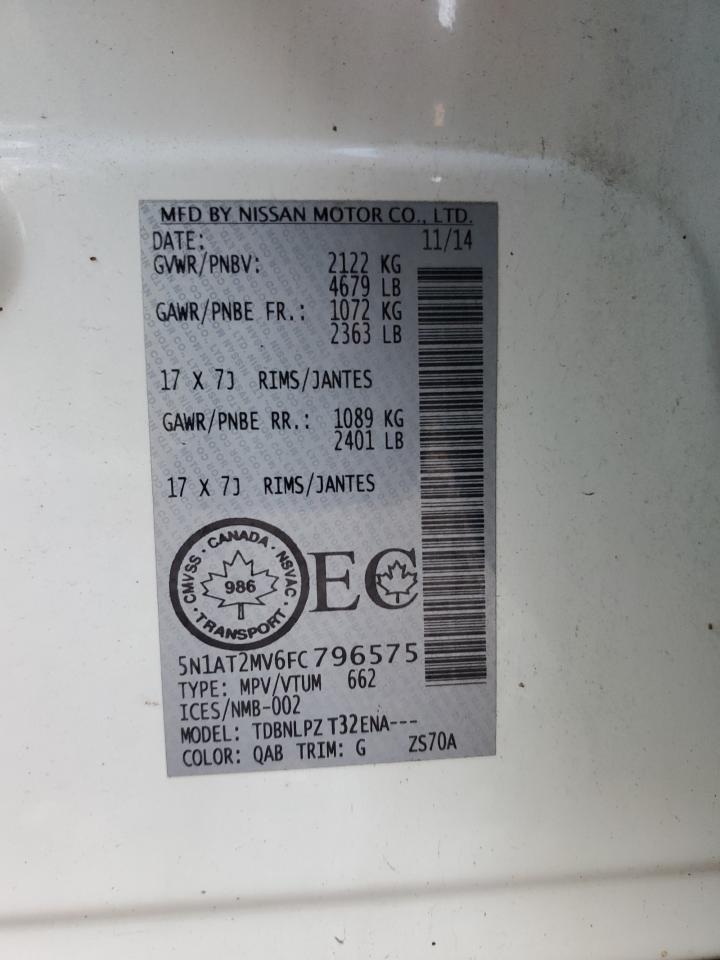 MFD BY NISSAN MOTOR CO., LTD.
DATE: 11/14
GVWR/PNBV: 2122 KG
4679 LB
GAWR/PNBE FR.: 1072 KG
2363 LB
17 X 7J RIMS/JANTES
GAWR/PNBE RR.: 1089 KG
2401 LB
17 X 7J RIMS/JANTES
CMVSS · CANADA · NSVAC · TRANSPORT ·
986
EC
5N1AT2MV6FC796575
TYPE: MPV/VTUM 662
ICES/NMB-002
MODEL: TDBNLPZ T32ENA---
COLOR: QAB TRIM: G ZS70A